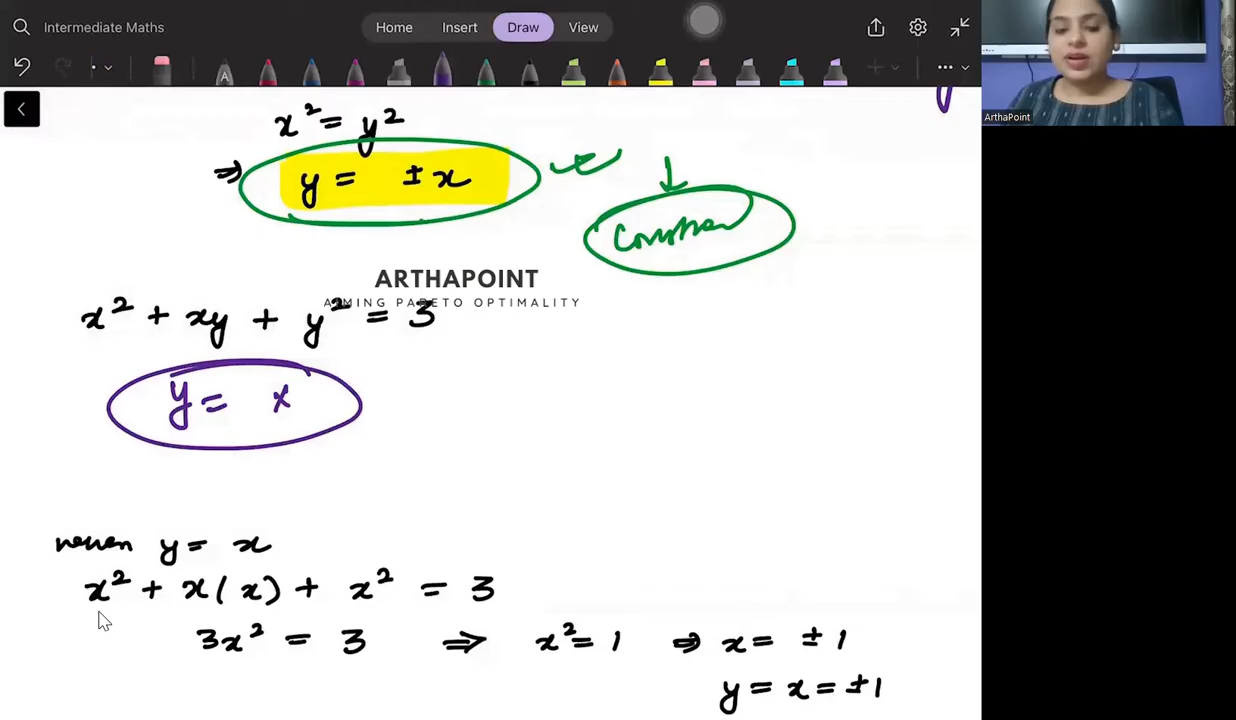 Intermediate Maths
Home Insert Draw View
x² = y²
⇒ y = ± x
ARTHAPOINT
AIMING PARETO OPTIMALITY
x² + xy + y² = 3
y = x
when y = x
x² + x(x) + x² = 3
3x² = 3 ⇒ x² = 1 ⇒ x = ± 1
y = x = ±1
ArthaPoint